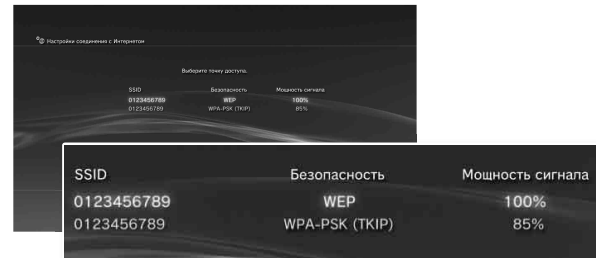 Настройки соединения с Интернетом
Выберите точку доступа.
SSID Безопасность Мощность сигнала
0123456789 WEP 100%
0123456789 WPA-PSK (TKIP) 85%
SSID Безопасность Мощность сигнала
0123456789 WEP 100%
0123456789 WPA-PSK (TKIP) 85%